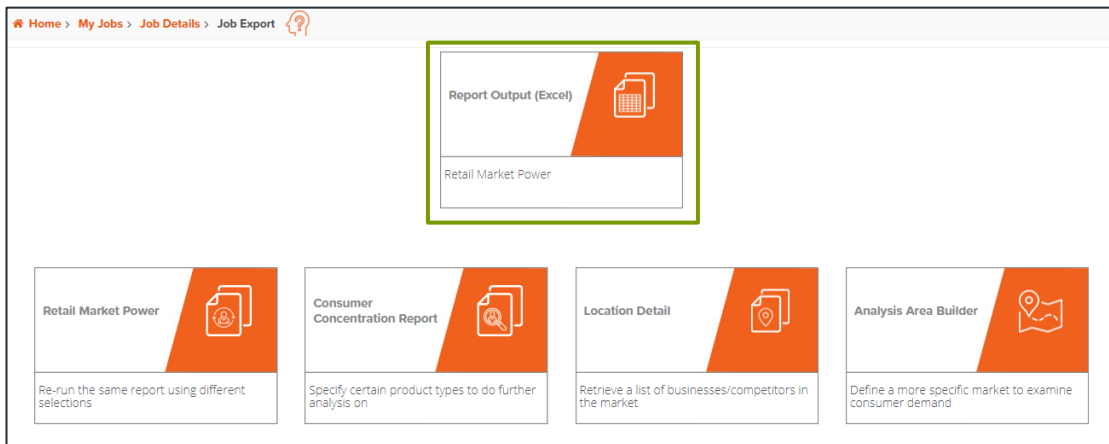 Home > My Jobs > Job Details > Job Export
Report Output (Excel)
Retail Market Power
Retail Market Power
Re-run the same report using different
selections
Consumer
Concentration Report
Specify certain product types to do further
analysis on
Location Detail
Retrieve a list of businesses/competitors in
the market
Analysis Area Builder
Define a more specific market to examine
consumer demand